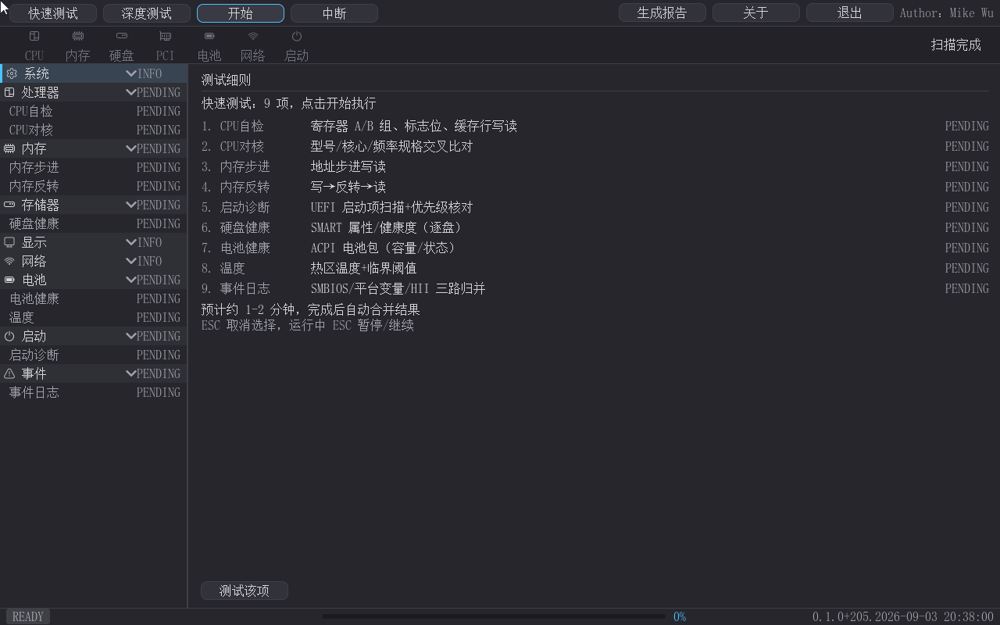 快速测试 深度测试 开始 中断 生成报告 关于 退出 Author: Mike Wu
CPU 内存 硬盘 PCI 电池 网络 启动 扫描完成
系统 INFO
处理器 PENDING
CPU自检 PENDING
CPU对核 PENDING
内存 PENDING
内存步进 PENDING
内存反转 PENDING
存储器 PENDING
硬盘健康 PENDING
显示 INFO
网络 INFO
电池 PENDING
电池健康 PENDING
温度 PENDING
启动 PENDING
启动诊断 PENDING
事件 PENDING
事件日志 PENDING
测试细则
快速测试: 9 项, 点击开始执行
1. CPU自检 寄存器 A/B 组、标志位、缓存行写读 PENDING
2. CPU对核 型号/核心/频率规格交叉比对 PENDING
3. 内存步进 地址步进写读 PENDING
4. 内存反转 写→反转→读 PENDING
5. 启动诊断 UEFI 启动项扫描+优先级核对 PENDING
6. 硬盘健康 SMART 属性/健康度（逐盘） PENDING
7. 电池健康 ACPI 电池包（容量/状态） PENDING
8. 温度 热区温度+临界阈值 PENDING
9. 事件日志 SMBIOS/平台变量/HII 三路归并 PENDING
预计约 1-2 分钟, 完成后自动合并结果
ESC 取消选择, 运行中 ESC 暂停/继续
测试该项
READY 0% 0.1.0+205.2026-09-03 20:38:00